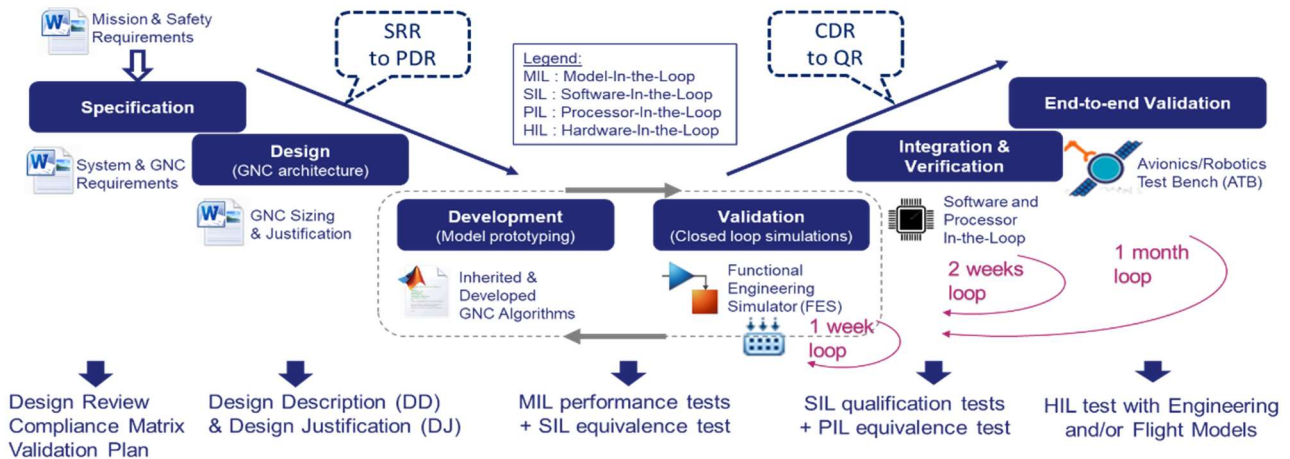 Mission & Safety
Requirements
SRR
to PDR
Legend:
MIL : Model-In-the-Loop
SIL : Software-In-the-Loop
PIL : Processor-In-the-Loop
HIL : Hardware-In-the-Loop
CDR
to QR
Specification
System & GNC
Requirements
Design
(GNC architecture)
GNC Sizing
& Justification
Development
(Model prototyping)
Inherited &
Developed
GNC Algorithms
Validation
(Closed loop simulations)
Functional
Engineering
Simulator (FES)
1 week
loop
Integration &
Verification
Software and
Processor
In-the-Loop
2 weeks
loop
End-to-end Validation
Avionics/Robotics
Test Bench (ATB)
1 month
loop
Design Review
Compliance Matrix
Validation Plan
Design Description (DD)
& Design Justification (DJ)
MIL performance tests
+ SIL equivalence test
SIL qualification tests
+ PIL equivalence test
HIL test with Engineering
and/or Flight Models